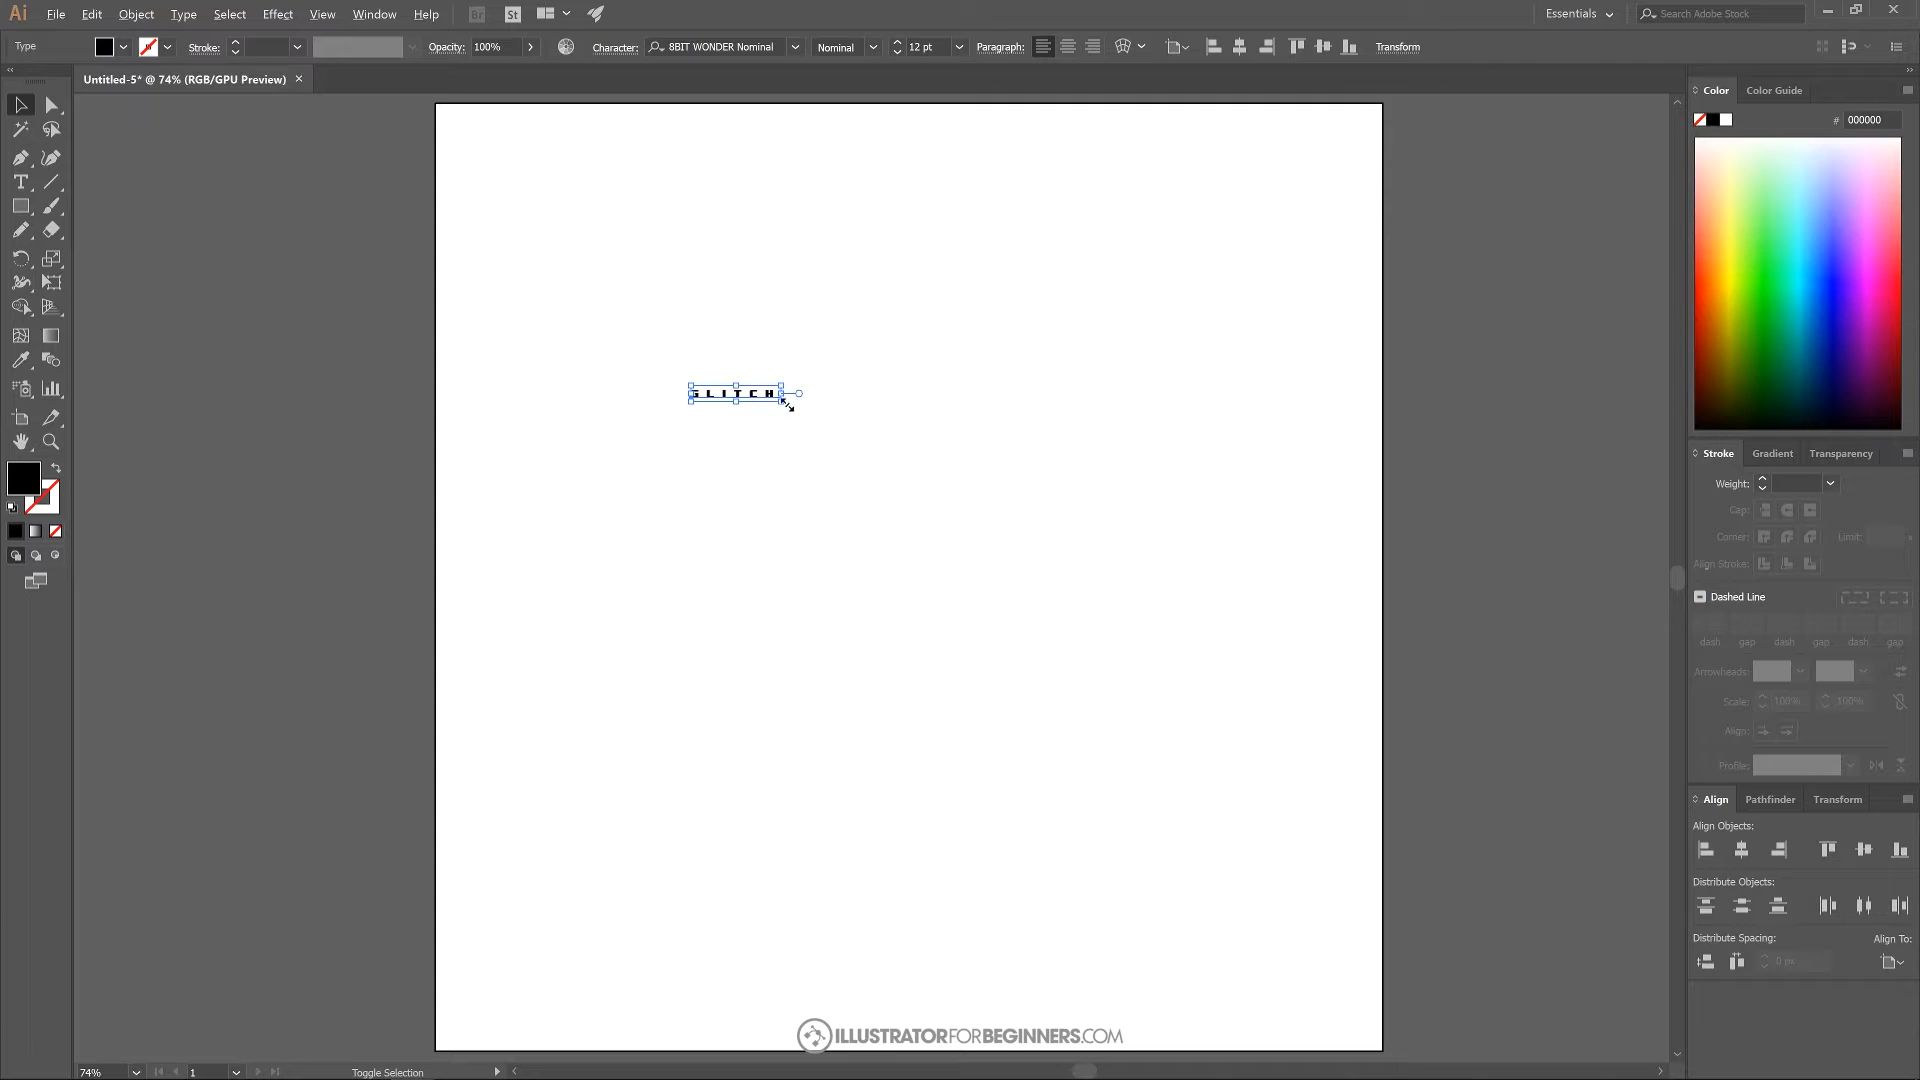 Ai File Edit Object Type Select Effect View Window Help Br St Essentials Search Adobe Stock
Type Stroke: Opacity: 100% Character: 8BIT WONDER Nominal Nominal 12 pt Paragraph: Transform
Untitled-5* @ 74% (RGB/GPU Preview)
Color Color Guide
# 000000
GLITCH
Stroke Gradient Transparency
Weight:
Cap:
Corner: Limit:
Align Stroke:
Dashed Line
dash gap dash gap dash gap
Arrowheads:
Scale: 100% 100%
Align:
Profile:
Align Pathfinder Transform
Align Objects:
Distribute Objects:
Distribute Spacing: Align To:
0 px
ILLUSTRATORFORBEGINNERS.COM
74% 1 Toggle Selection